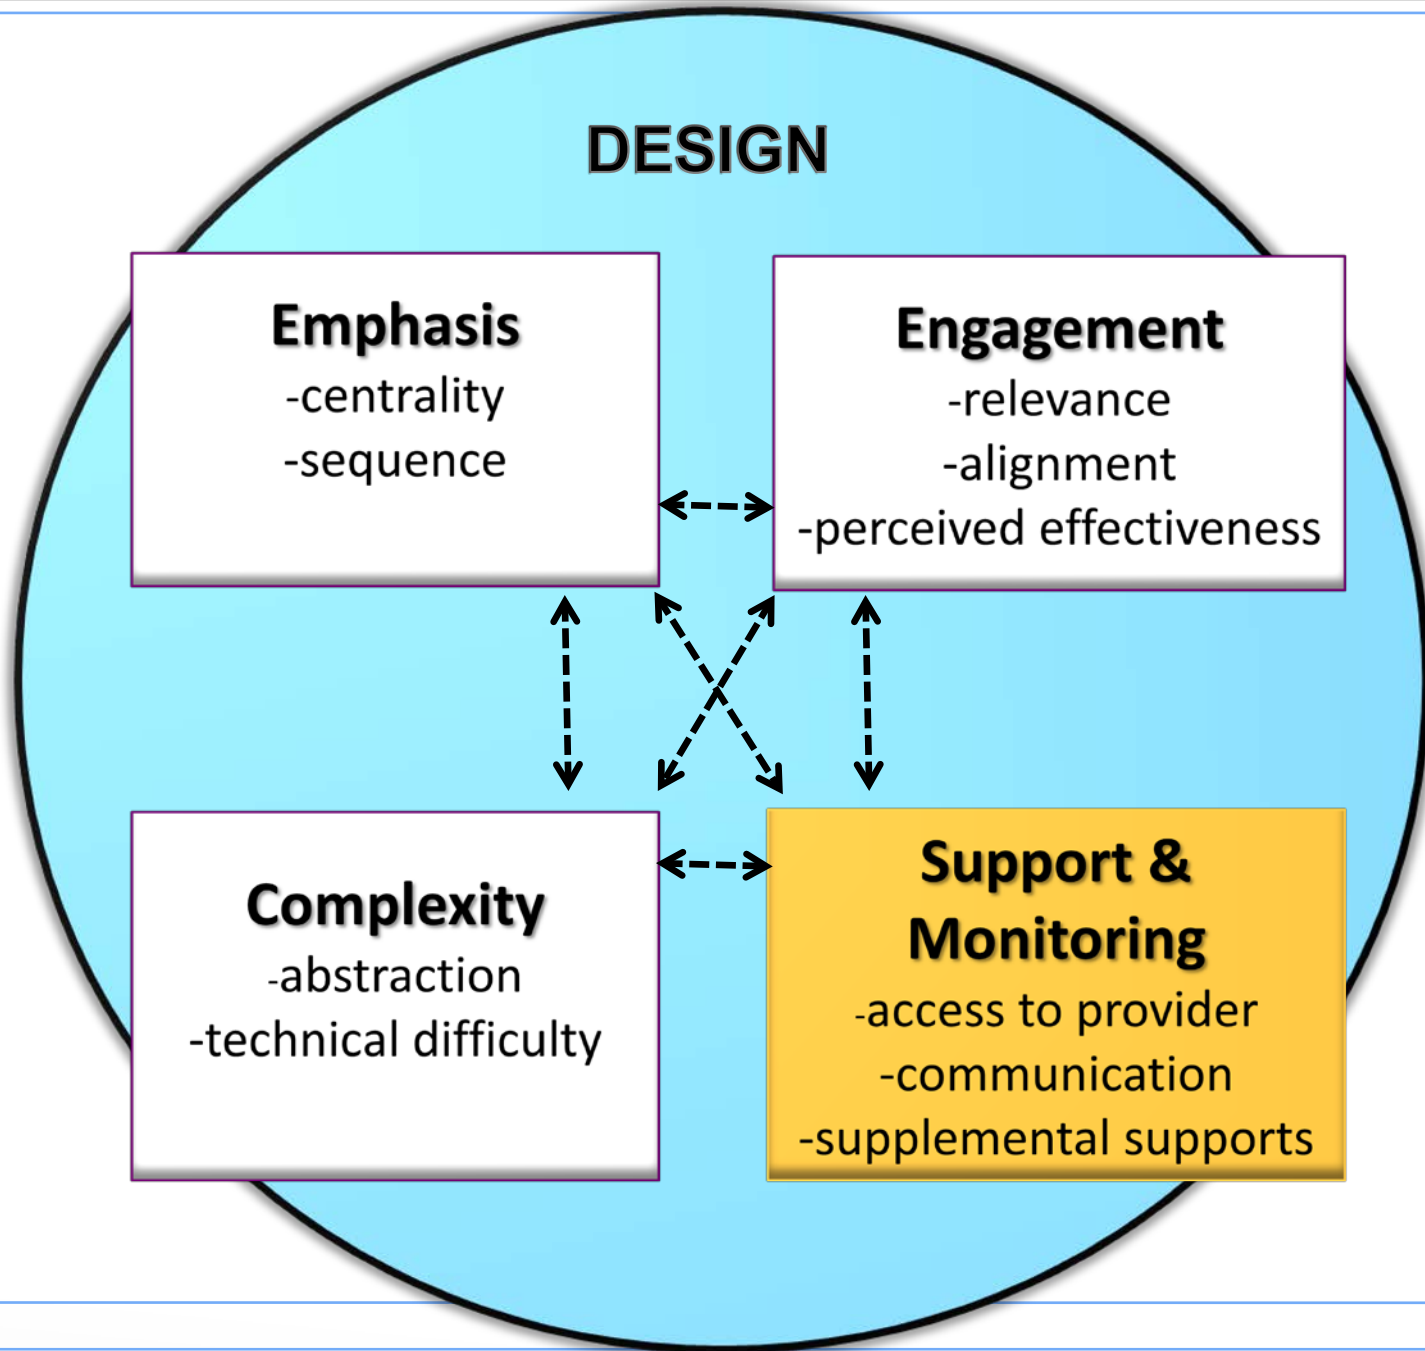 DESIGN
Emphasis
-centrality
-sequence
Engagement
-relevance
-alignment
-perceived effectiveness
Complexity
-abstraction
-technical difficulty
Support &
Monitoring
-access to provider
-communication
-supplemental supports